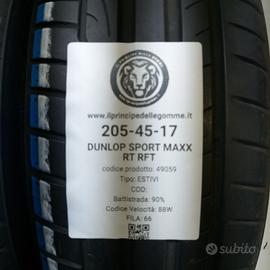 www.ilprincipedellegomme.it
205-45-17
DUNLOP SPORT MAXX
RT RFT
codice prodotto: 49059
Tipo: ESTIVI
COD:
Battistrada: 90%
Codice Velocità: 88W
FILA: 66
subito